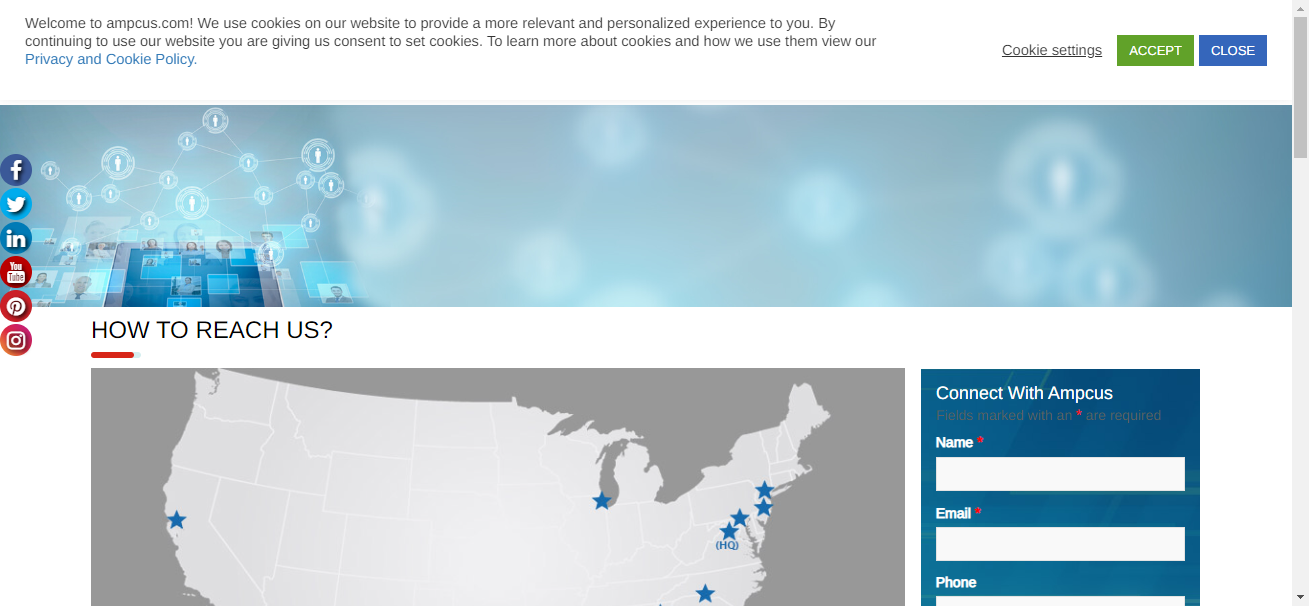 Welcome to ampcus.com! We use cookies on our website to provide a more relevant and personalized experience to you. By
continuing to use our website you are giving us consent to set cookies. To learn more about cookies and how we use them view our
Privacy and Cookie Policy.
Cookie settings
ACCEPT
CLOSE
You
Tube
HOW TO REACH US?
(HQ)
Connect With Ampcus
Fields marked with an * are required
Name *
Email *
Phone